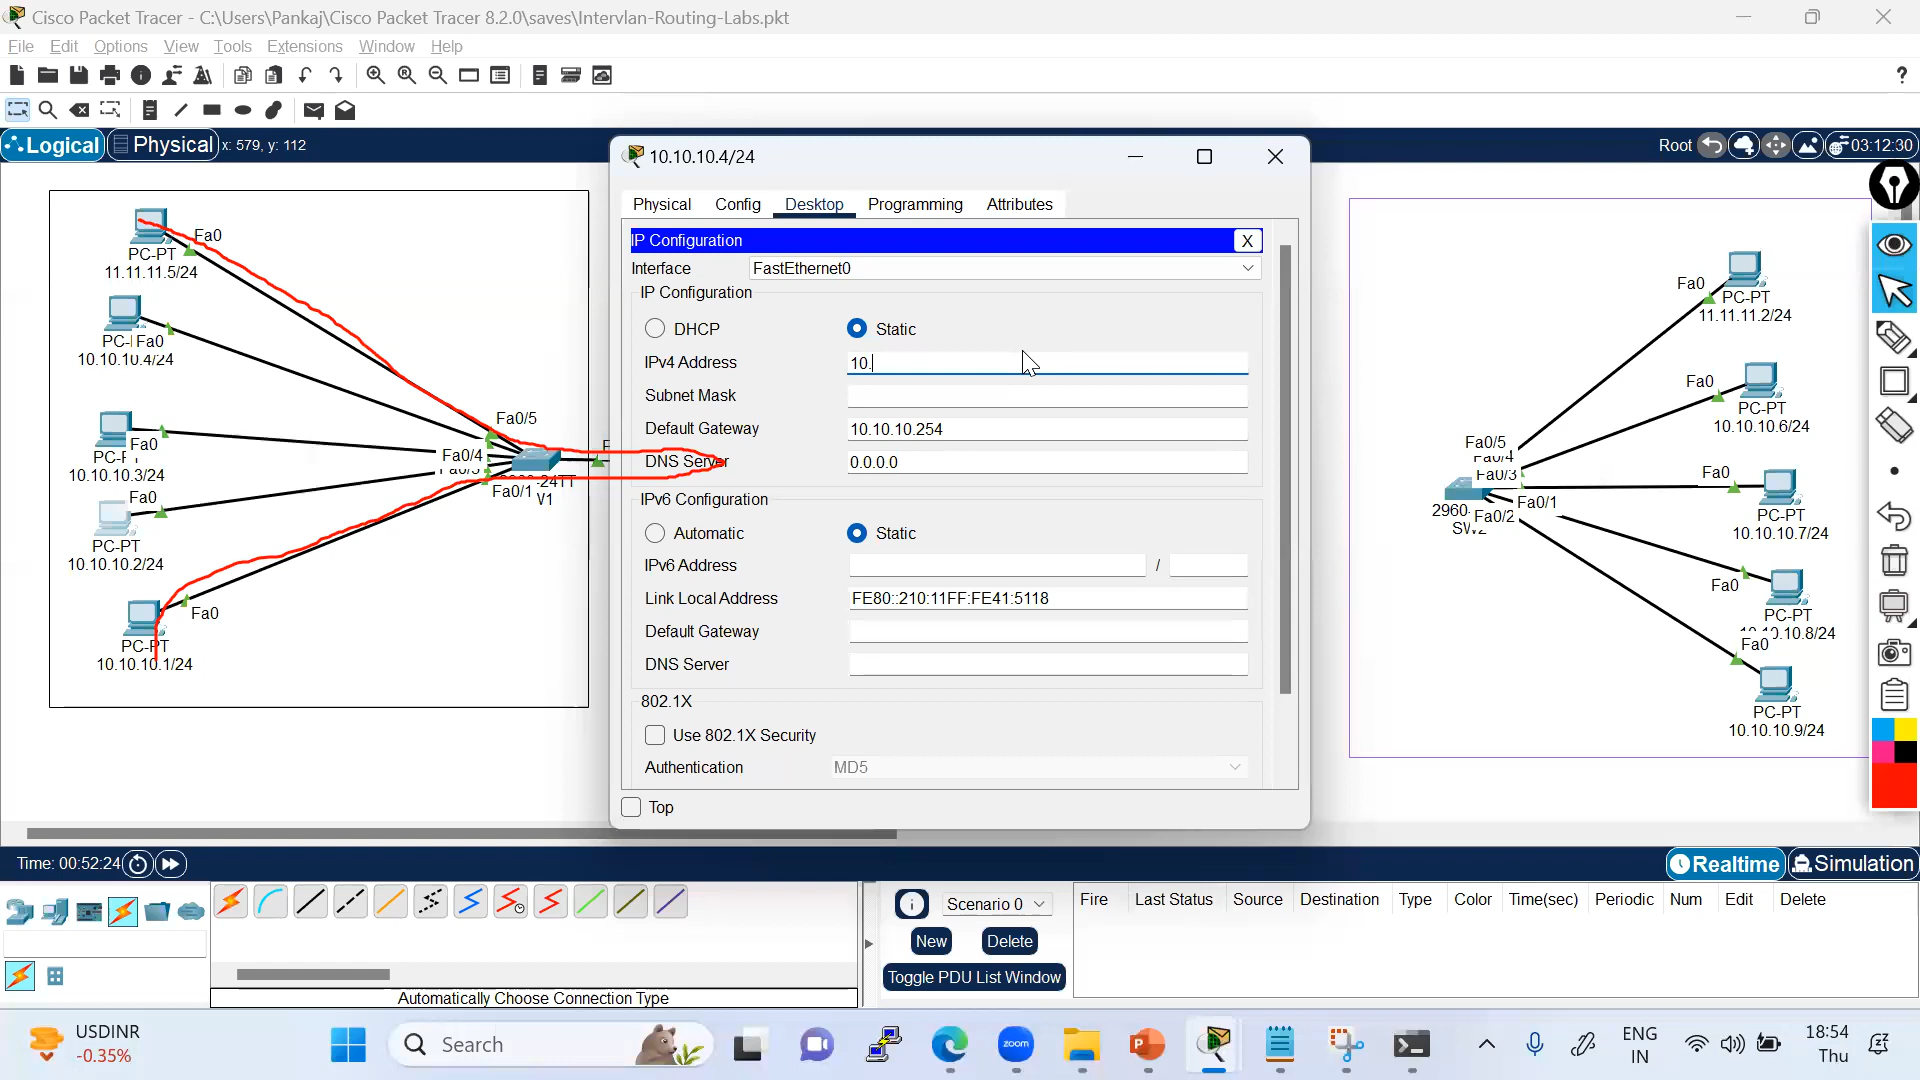 Cisco Packet Tracer - C:\Users\Pankaj\Cisco Packet Tracer 8.2.0\saves\Intervlan-Routing-Labs.pkt
File Edit Options View Tools Extensions Window Help
?
Logical Physical x: 579, y: 112
Root 03:12:30
Fa0
PC-PT
11.11.11.5/24
Fa0
10.10.10.4/24
Fa0
10.10.10.3/24
Fa0
PC-PT
10.10.10.2/24
Fa0
PC-PT
10.10.10.1/24
Fa0/5
Fa0/4
Fa0/1
10.10.10.4/24
Physical Config Desktop Programming Attributes
IP Configuration X
Interface FastEthernet0
IP Configuration
DHCP Static
IPv4 Address 10.
Subnet Mask
Default Gateway 10.10.10.254
DNS Server 0.0.0.0
IPv6 Configuration
Automatic Static
IPv6 Address /
Link Local Address FE80::210:11FF:FE41:5118
Default Gateway
DNS Server
802.1X
Use 802.1X Security
Authentication MD5
Top
Fa0
PC-PT
11.11.11.2/24
Fa0
PC-PT
10.10.10.6/24
Fa0
PC-PT
10.10.10.7/24
Fa0
PC-PT
Fa0
PC-PT
10.10.10.9/24
Fa0/5
Fa0/3
Fa0/1
Fa0/2
Time: 00:52:24
Realtime Simulation
Automatically Choose Connection Type
Scenario 0
New Delete
Toggle PDU List Window
Fire Last Status Source Destination Type Color Time(sec) Periodic Num Edit Delete
USDINR
-0.35%
Search
zoom
ENG
IN
18:54
Thu